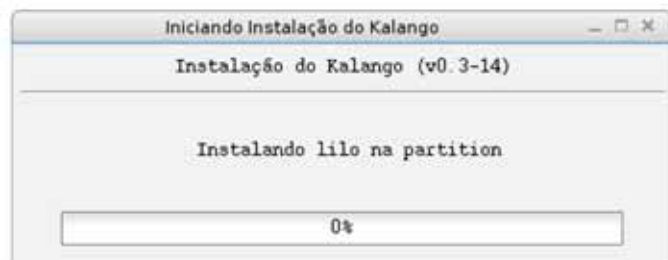 Iniciando Instalação do Kalango
Instalação do Kalango (v0.3-14)
Instalando lilo na partition
0%